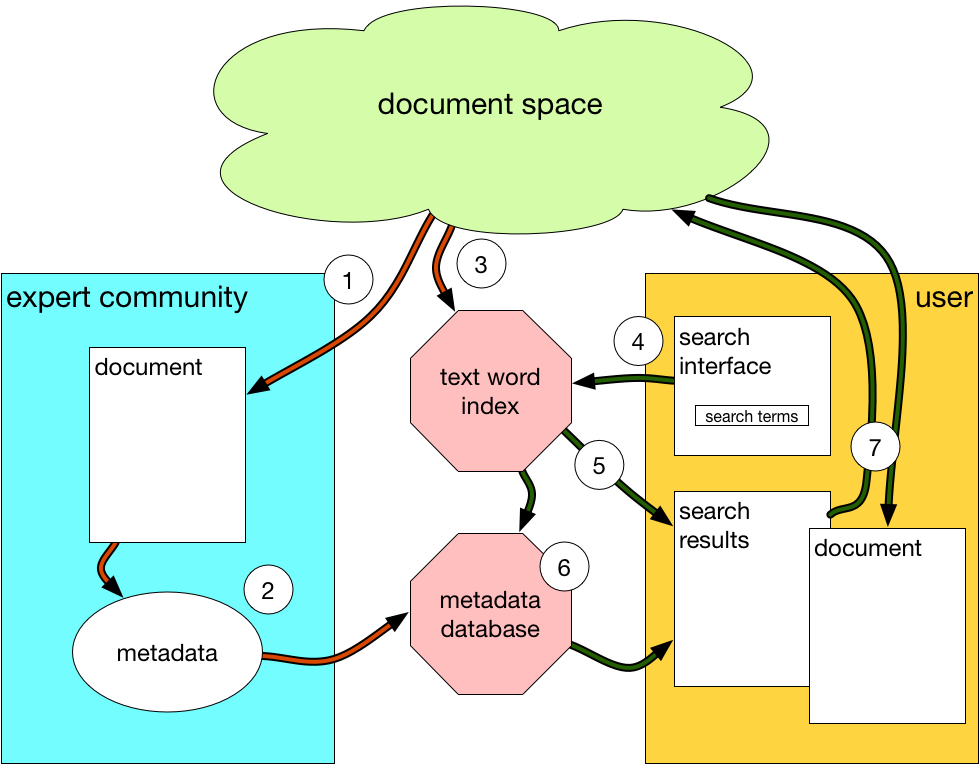 document space
1
3
expert community
user
document
4
search
interface
text word
index
search terms
5
7
search
results
document
2
6
metadata
database
metadata